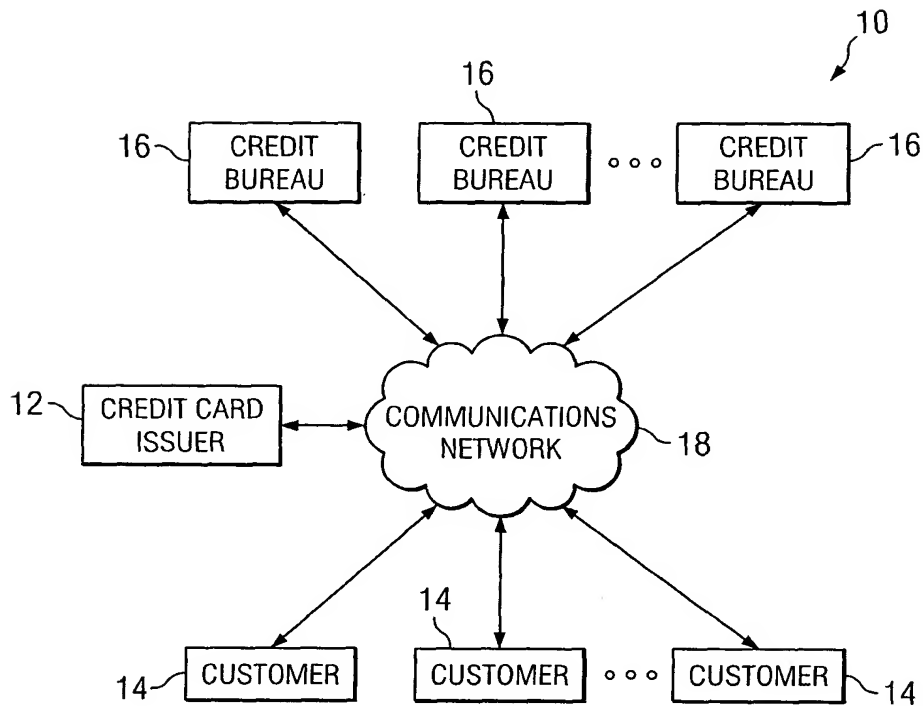 10
16
16 CREDIT
BUREAU
CREDIT
BUREAU
CREDIT
BUREAU 16
12 CREDIT CARD
ISSUER
COMMUNICATIONS
NETWORK
18
14 CUSTOMER
14
CUSTOMER
CUSTOMER 14